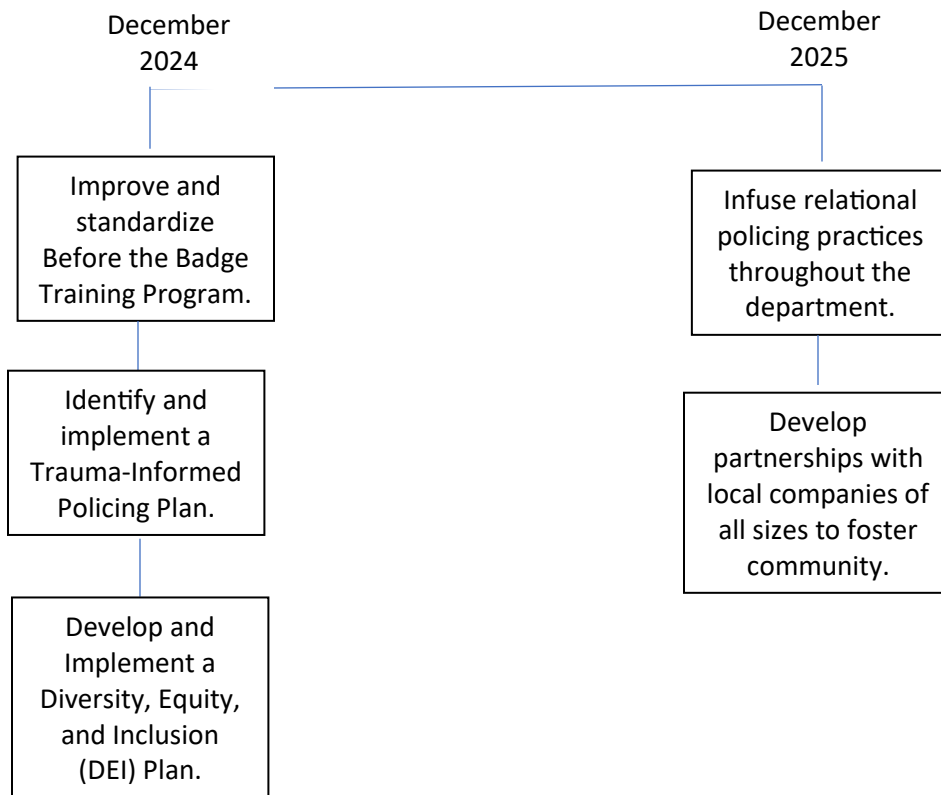 December
2024
Improve and
standardize
Before the Badge
Training Program.
Identify and
implement a
Trauma-Informed
Policing Plan.
Develop and
Implement a
Diversity, Equity,
and Inclusion
(DEI) Plan.
December
2025
Infuse relational
policing practices
throughout the
department.
Develop
partnerships with
local companies of
all sizes to foster
community.